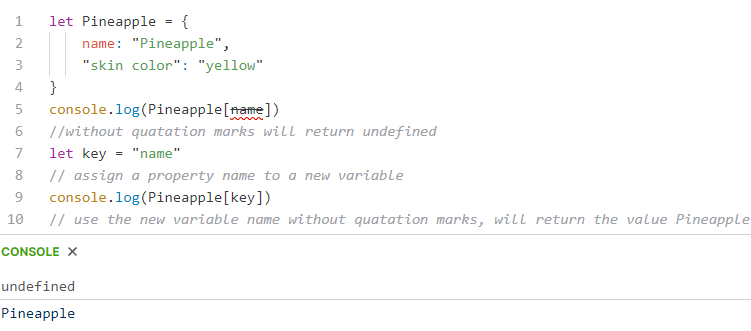 1 let Pineapple = {
2 name: "Pineapple",
3 "skin color": "yellow"
4 }
5 console.log(Pineapple[name])
6 //without quatation marks will return undefined
7 let key = "name"
8 // assign a property name to a new variable
9 console.log(Pineapple[key])
10 // use the new variable name without quatation marks, will return the value Pineapple
CONSOLE ×
undefined
Pineapple